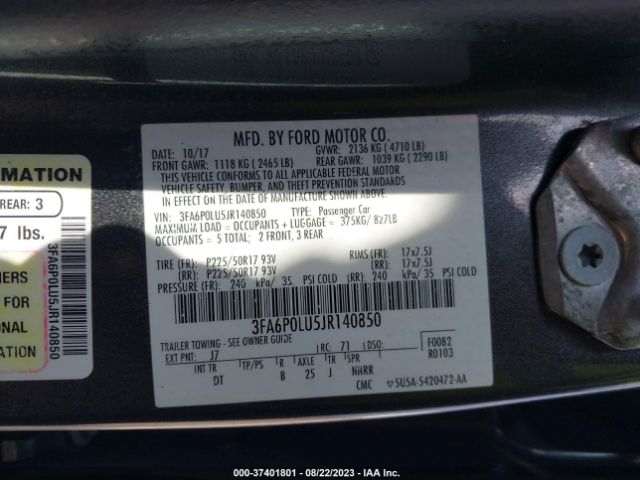 MFD. BY FORD MOTOR CO.
DATE: 10/17 GVWR: 2136 KG ( 4710 LB)
FRONT GAWR: 1118 KG ( 2465 LB) REAR GAWR: 1039 KG ( 2290 LB)
THIS VEHICLE CONFORMS TO ALL APPLICABLE FEDERAL MOTOR
VEHICLE SAFETY, BUMPER, AND THEFT PREVENTION STANDARDS
IN EFFECT ON THE DATE OF MANUFACTURE SHOWN ABOVE.
VIN: 3FA6P0LU5JR140850 TYPE: Passenger Car
MAXIMUM LOAD = OCCUPANTS + LUGGAGE = 375KG/ 827LB
OCCUPANTS = 5 TOTAL; 2 FRONT, 3 REAR
TIRE (FR): P225/50R17 93V RIMS (FR): 17x7.5J
(RR): P225/50R17 93V (RR): 17x7.5J
PRESSURE (FR): 240 kPa/ 35 PSI COLD (RR) 240 kPa/ 35 PSI COLD
3FA6P0LU5JR140850
TRAILER TOWING - SEE OWNER GUIDE
EXT PNT: J7 RC: 71 DSO: F0082
R0103
INT TR TP/PS R AXLE TR SPR
DT B 25 J NHRR
CMC 5U5A-5420472-AA
RMATION
REAR: 3
7 lbs.
NERS
S FOR
ONAL
ION
3FA6P0LU5JR140850
000-37401801 - 08/22/2023 - IAA Inc.